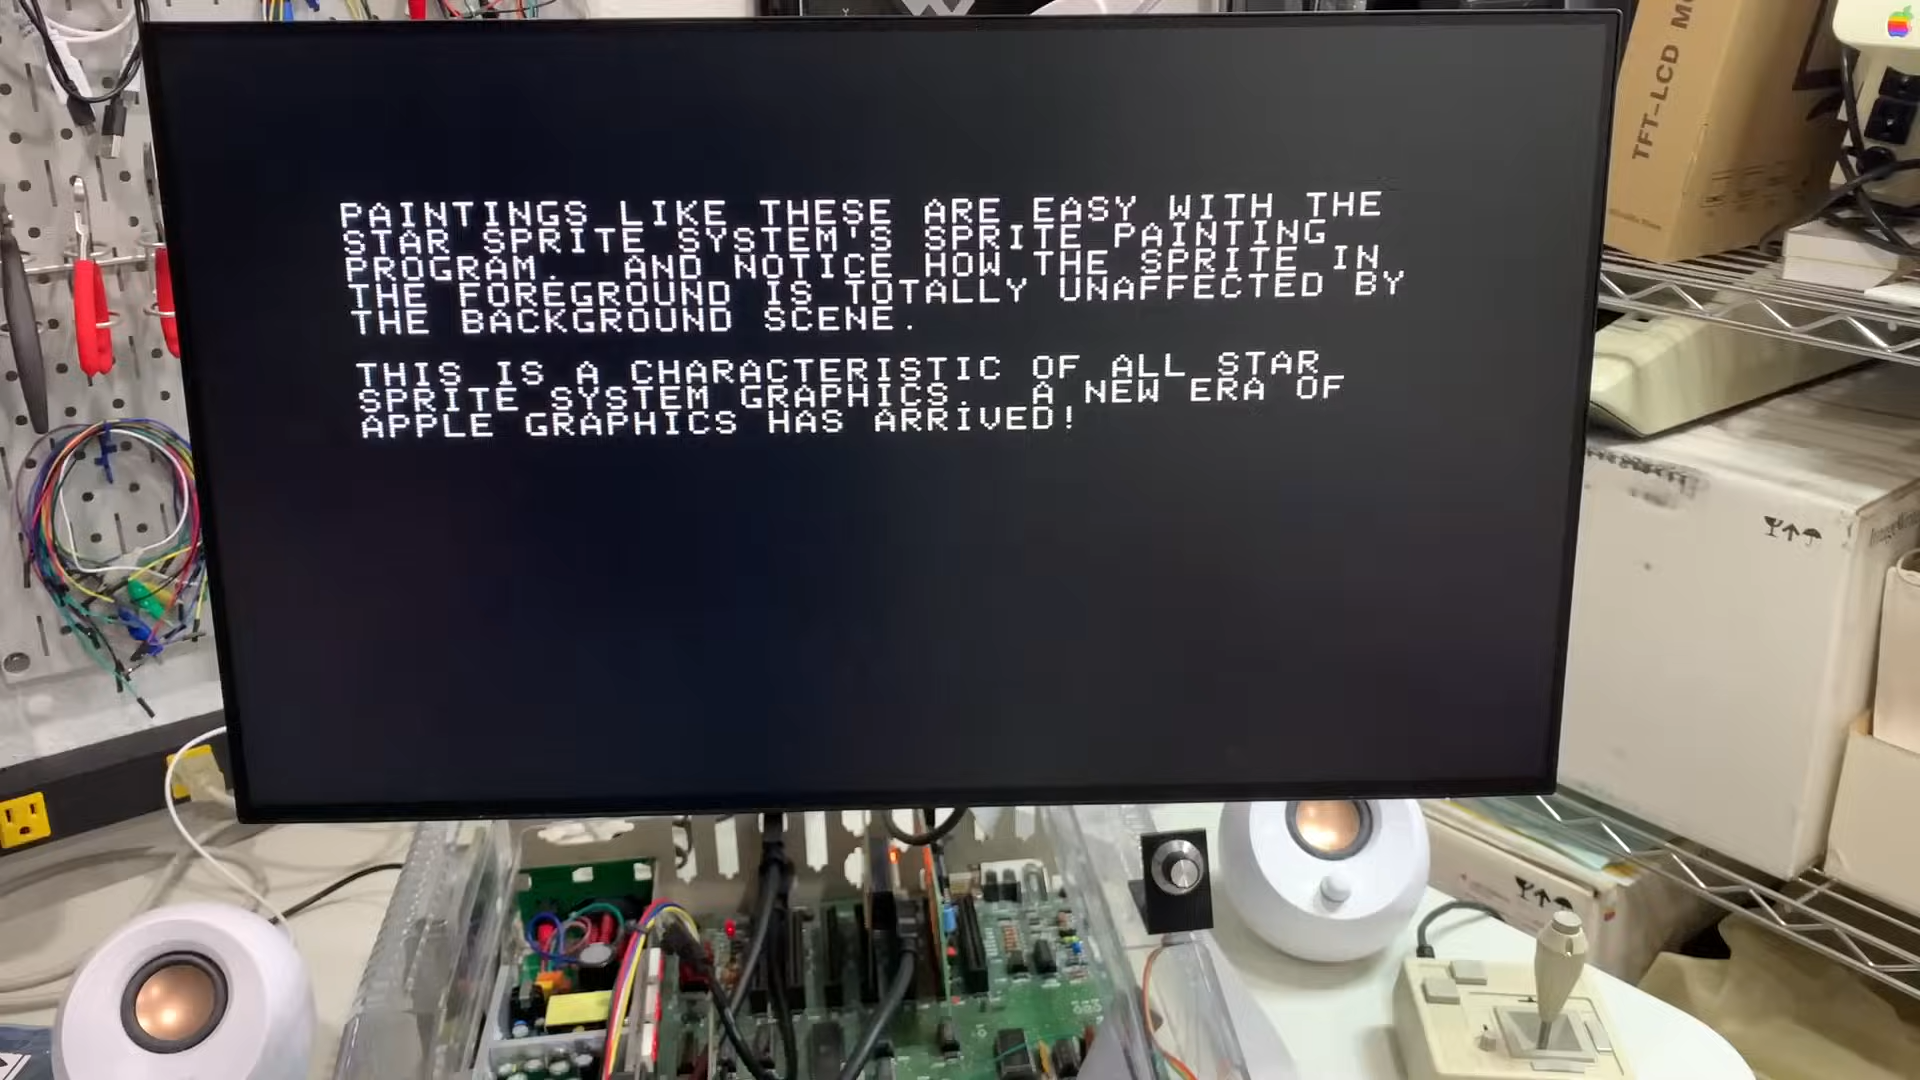 TFT-LCD
PAINTINGS LIKE THESE ARE EASY WITH THE
STAR SPRITE SYSTEM'S SPRITE PAINTING
PROGRAM.  AND NOTICE HOW THE SPRITE IN
THE FOREGROUND IS TOTALLY UNAFFECTED BY
THE BACKGROUND SCENE.
THIS IS A CHARACTERISTIC OF ALL STAR
SPRITE SYSTEM GRAPHICS.  A NEW ERA OF
APPLE GRAPHICS HAS ARRIVED!